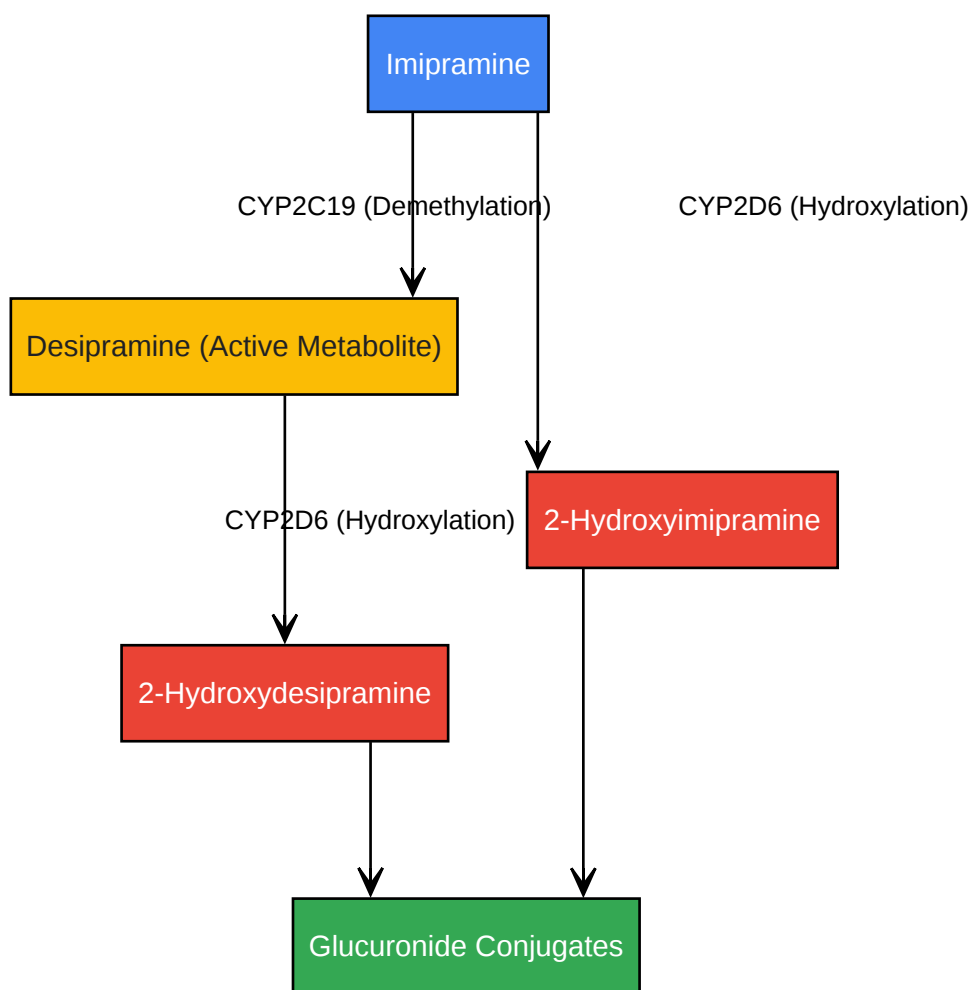 Imipramine
CYP2C19 (Demethylation)
CYP2D6 (Hydroxylation)
Desipramine (Active Metabolite)
CYP2D6 (Hydroxylation)
2-Hydroxyimipramine
2-Hydroxydesipramine
Glucuronide Conjugates